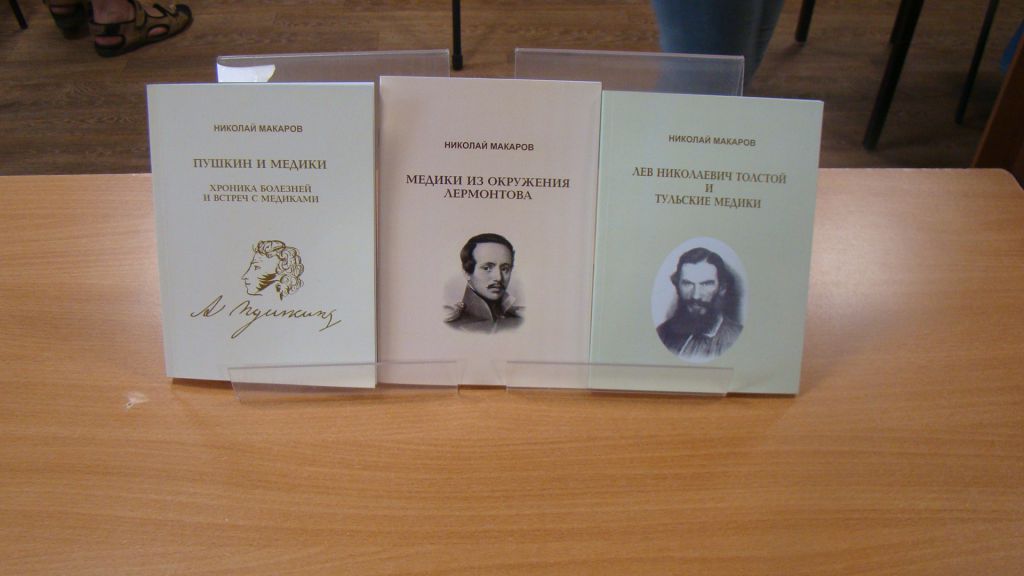 НИКОЛАЙ МАКАРОВ
ПУШКИН И МЕДИКИ
ХРОНИКА БОЛЕЗНЕЙ
И ВСТРЕЧ С МЕДИКАМИ
А Пушкинъ
НИКОЛАЙ МАКАРОВ
МЕДИКИ ИЗ ОКРУЖЕНИЯ
ЛЕРМОНТОВА
НИКОЛАЙ МАКАРОВ
ЛЕВ НИКОЛАЕВИЧ ТОЛСТОЙ
И
ТУЛЬСКИЕ МЕДИКИ